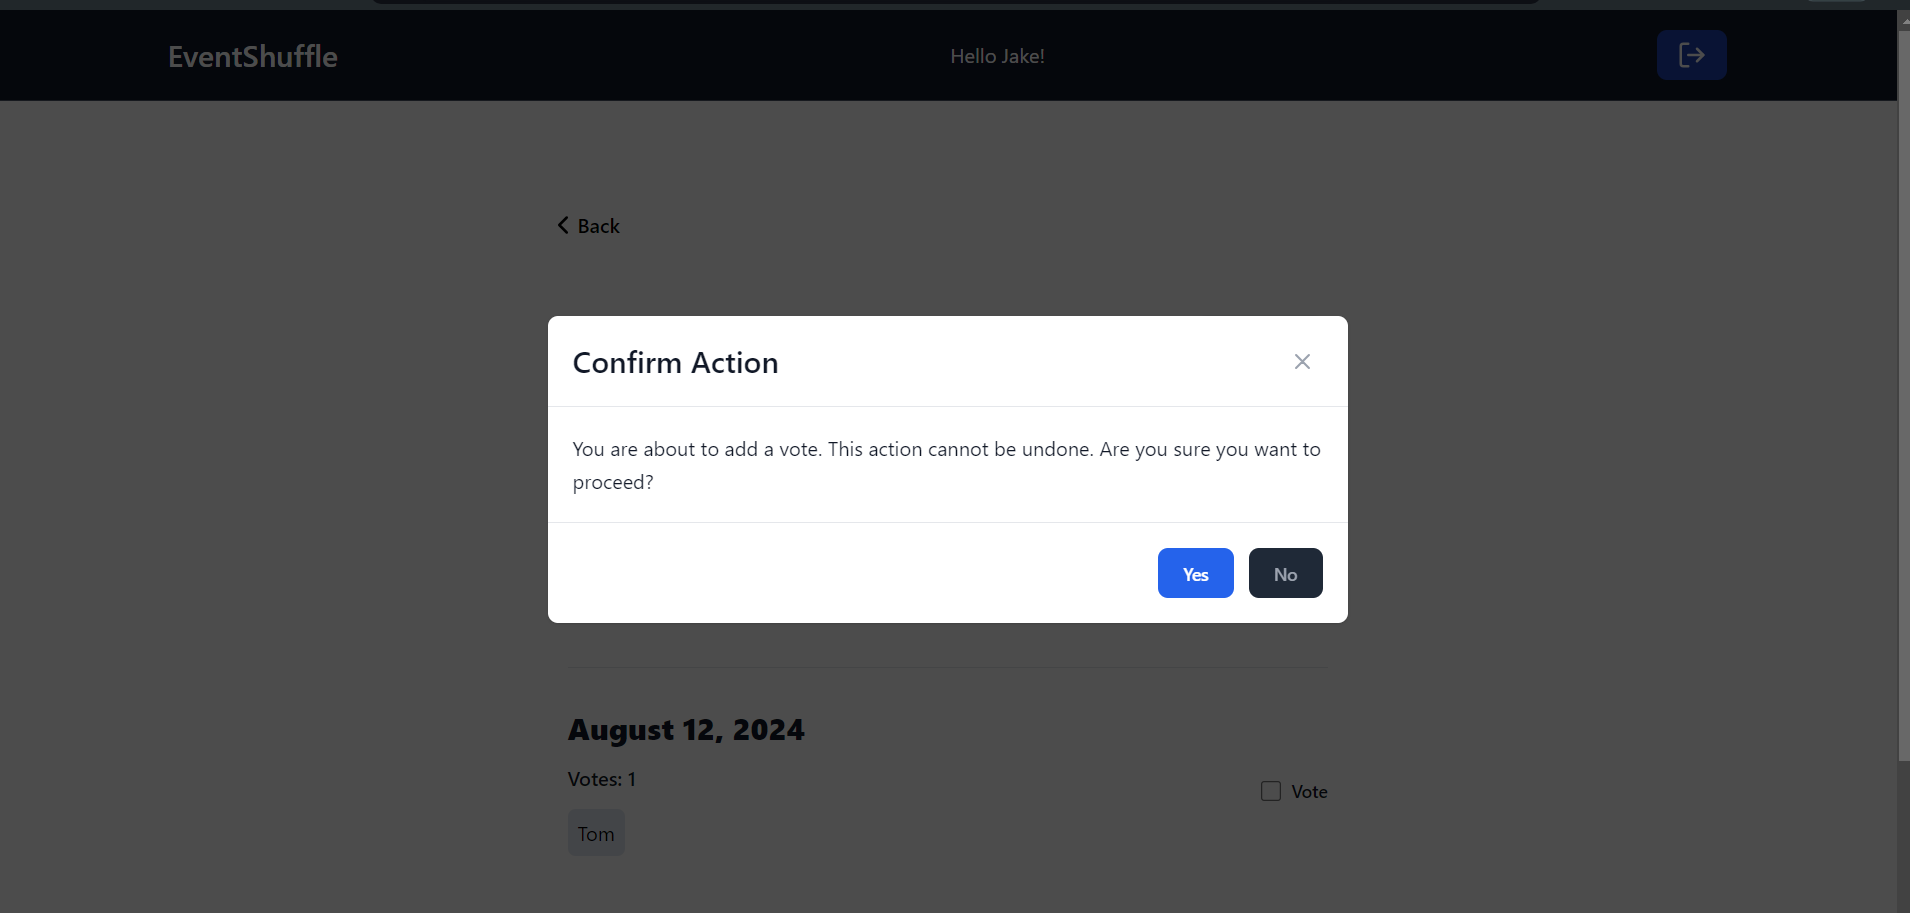 EventShuffle
Hello Jake!
Back
Confirm Action
You are about to add a vote. This action cannot be undone. Are you sure you want to
proceed?
Yes
No
August 12, 2024
Votes: 1
Vote
Tom